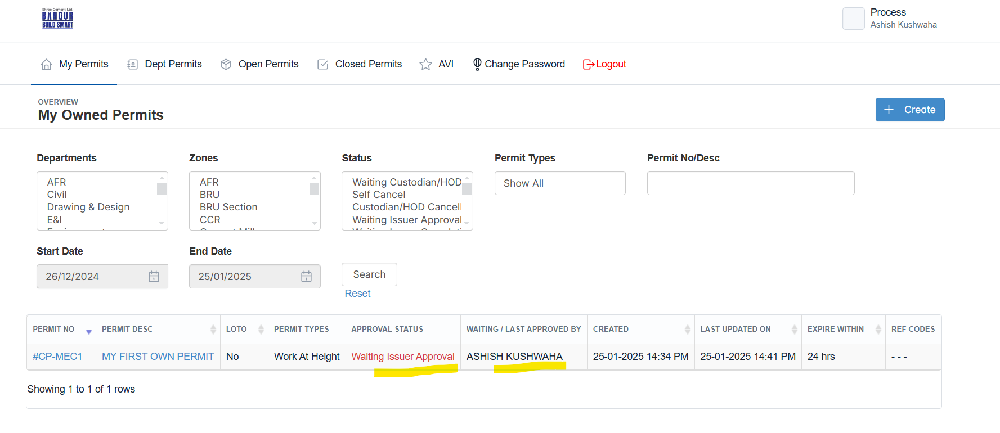 Shree Cement Ltd.
BANGUR
BUILD SMART
Process
Ashish Kushwaha
My Permits Dept Permits Open Permits Closed Permits AVI Change Password Logout
OVERVIEW
My Owned Permits
Create
Departments Zones Status Permit Types Permit No/Desc
AFR AFR Waiting Custodian/HOD Show All
Civil BRU Self Cancel
Drawing & Design BRU Section Custodian/HOD Cancell
E&I CCR Waiting Issuer Approval
Start Date End Date
26/12/2024 25/01/2025 Search
Reset
PERMIT NO PERMIT DESC LOTO PERMIT TYPES APPROVAL STATUS WAITING / LAST APPROVED BY CREATED LAST UPDATED ON EXPIRE WITHIN REF CODES
#CP-MEC1 MY FIRST OWN PERMIT No Work At Height Waiting Issuer Approval ASHISH KUSHWAHA 25-01-2025 14:34 PM 25-01-2025 14:41 PM 24 hrs - - -
Showing 1 to 1 of 1 rows